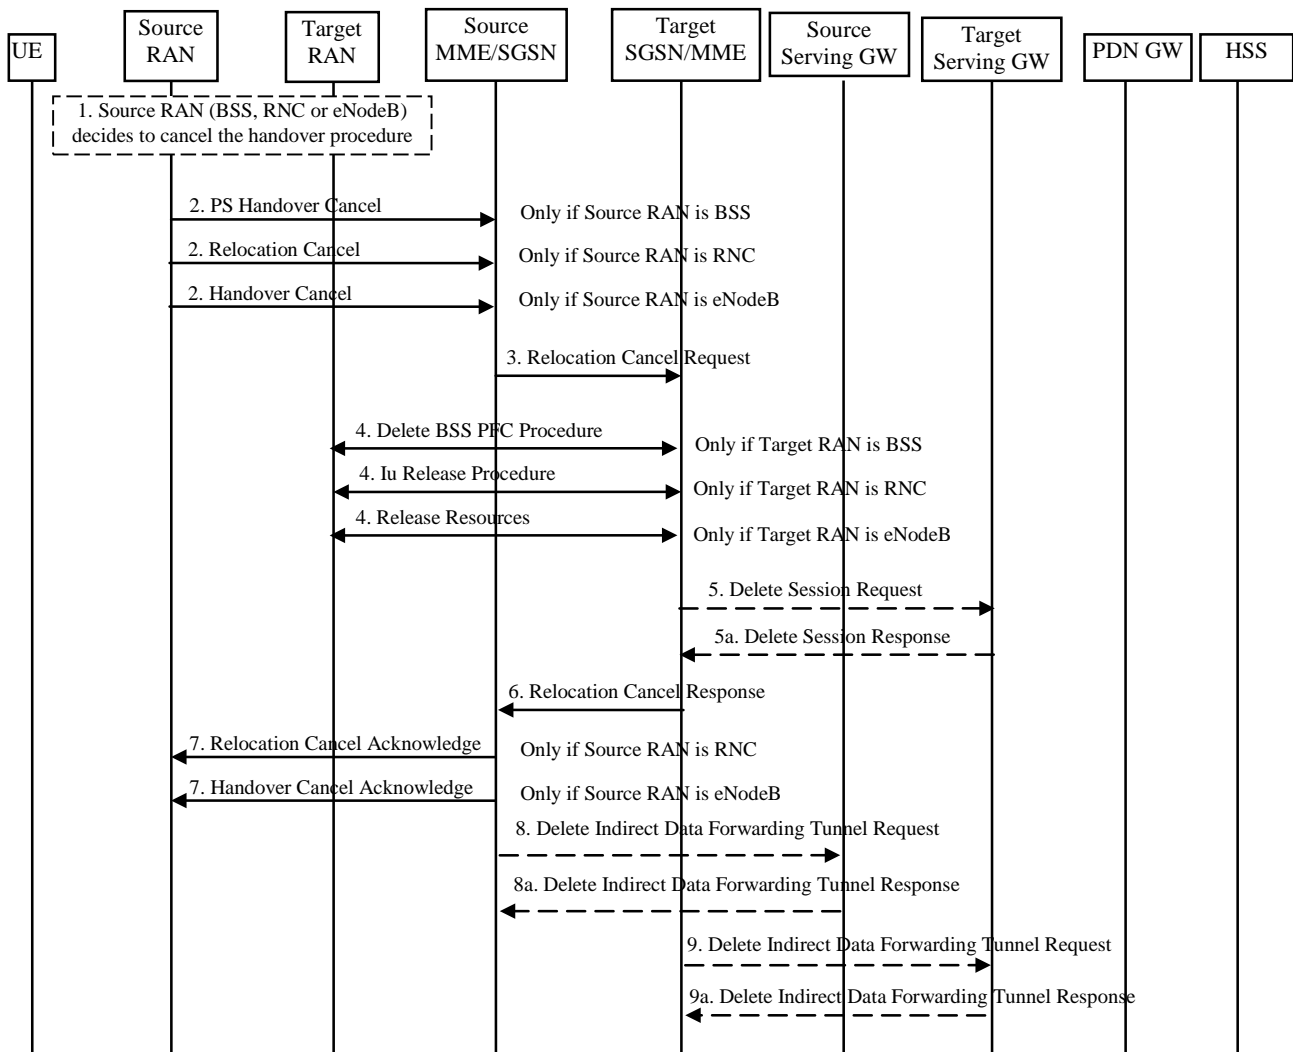 UE
Source
RAN
Target
RAN
Source
MME/SGSN
Target
SGSN/MME
Source
Serving GW
Target
Serving GW
PDN GW
HSS
1. Source RAN (BSS, RNC or eNodeB)
decides to cancel the handover procedure
2. PS Handover Cancel
Only if Source RAN is BSS
2. Relocation Cancel
Only if Source RAN is RNC
2. Handover Cancel
Only if Source RAN is eNodeB
3. Relocation Cancel Request
4. Delete BSS PFC Procedure
Only if Target RAN is BSS
4. Iu Release Procedure
Only if Target RAN is RNC
4. Release Resources
Only if Target RAN is eNodeB
5. Delete Session Request
5a. Delete Session Response
6. Relocation Cancel Response
7. Relocation Cancel Acknowledge
Only if Source RAN is RNC
7. Handover Cancel Acknowledge
Only if Source RAN is eNodeB
8. Delete Indirect Data Forwarding Tunnel Request
8a. Delete Indirect Data Forwarding Tunnel Response
9. Delete Indirect Data Forwarding Tunnel Request
9a. Delete Indirect Data Forwarding Tunnel Response